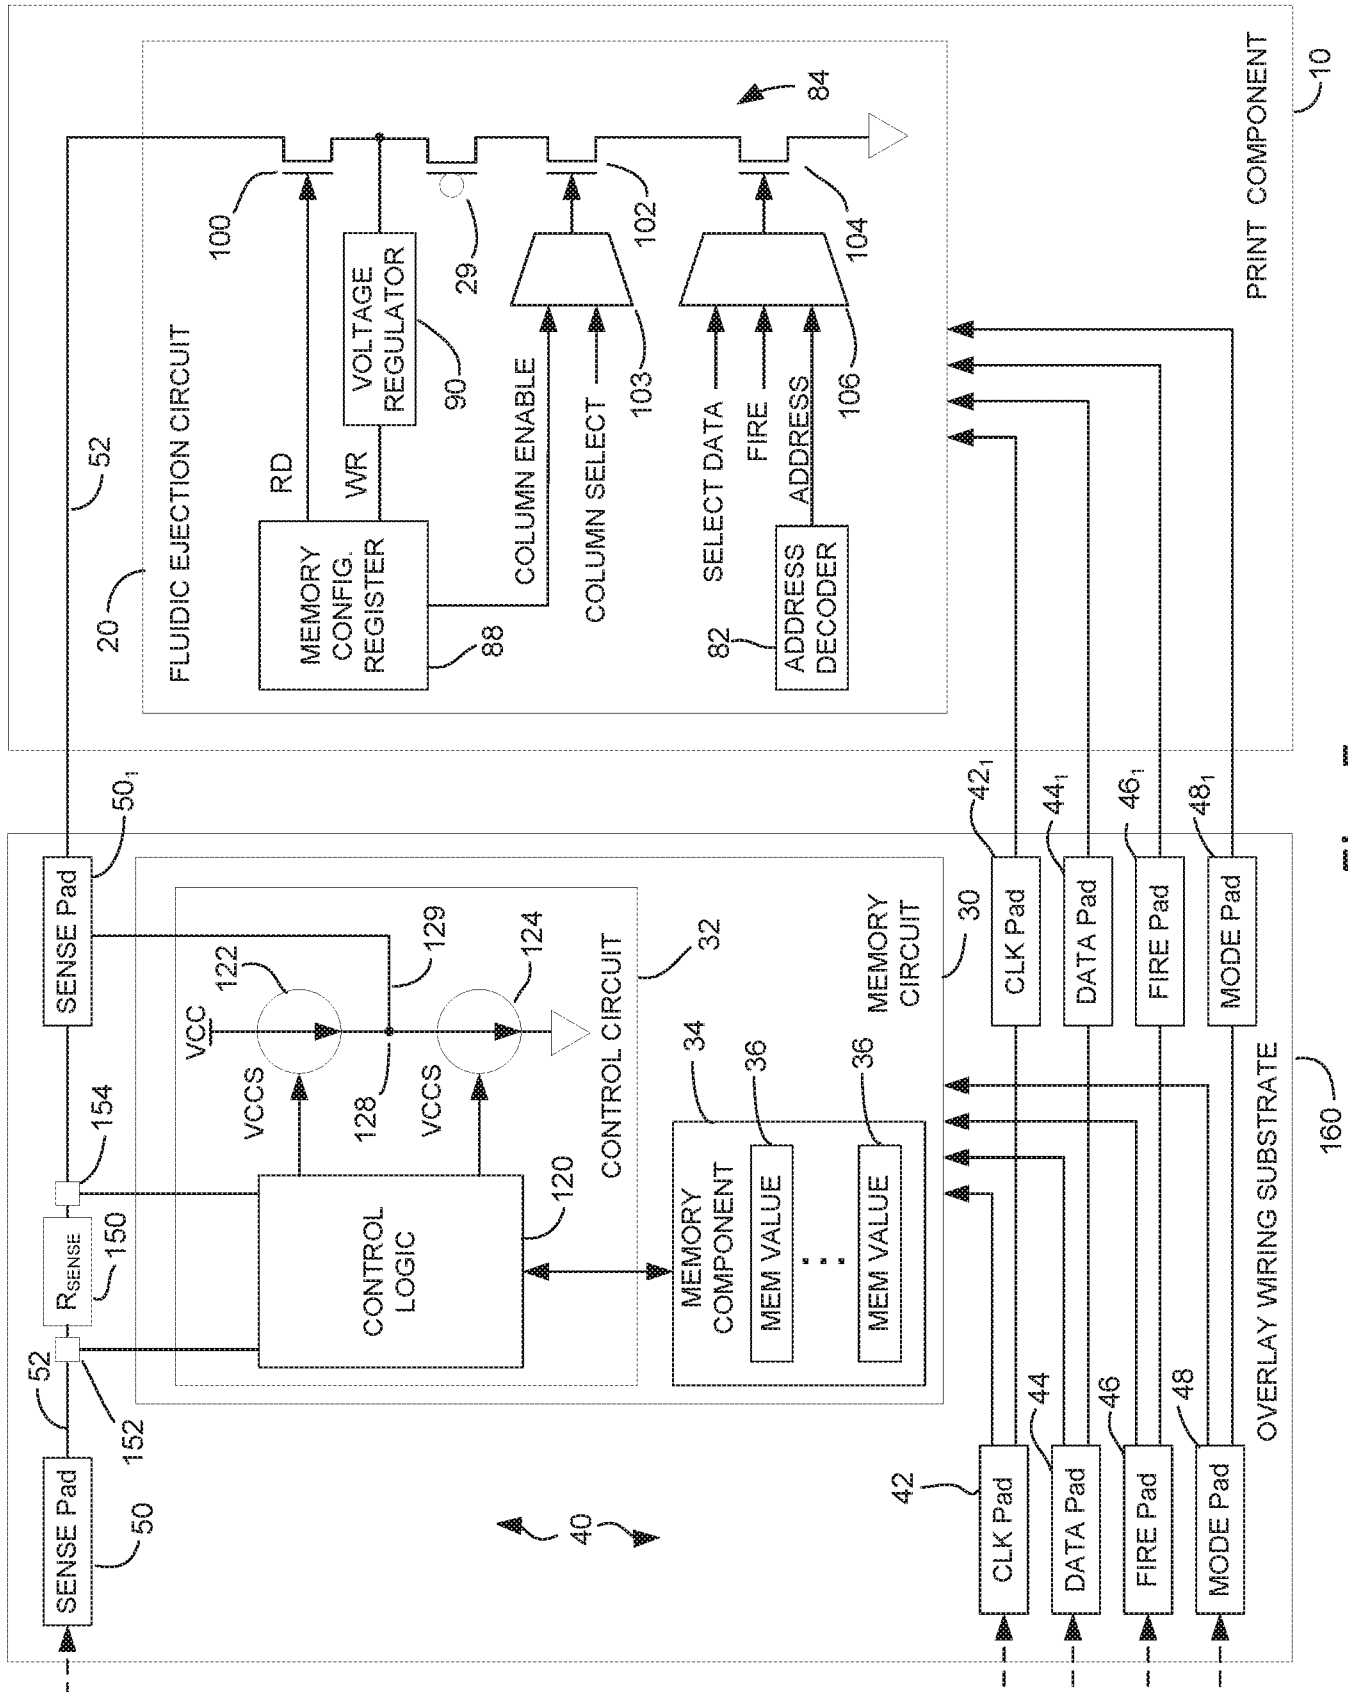 SENSE Pad
50
52
152
RSENSE
150
154
SENSE Pad
501
52
40
CONTROL
LOGIC
120
VCC
122
VCCS
128
129
VCCS
124
CONTROL CIRCUIT
32
MEMORY
COMPONENT
34
MEM VALUE
36
...
MEM VALUE
36
MEMORY
CIRCUIT
30
CLK Pad
42
DATA Pad
44
FIRE Pad
46
MODE Pad
48
CLK Pad
421
DATA Pad
441
FIRE Pad
461
MODE Pad
481
OVERLAY WIRING SUBSTRATE
160
20
FLUIDIC EJECTION CIRCUIT
MEMORY
CONFIG.
REGISTER
88
RD
WR
VOLTAGE
REGULATOR
90
100
29
COLUMN ENABLE
COLUMN SELECT
103
102
SELECT DATA
FIRE
ADDRESS
106
104
82
ADDRESS
DECODER
84
PRINT COMPONENT
10